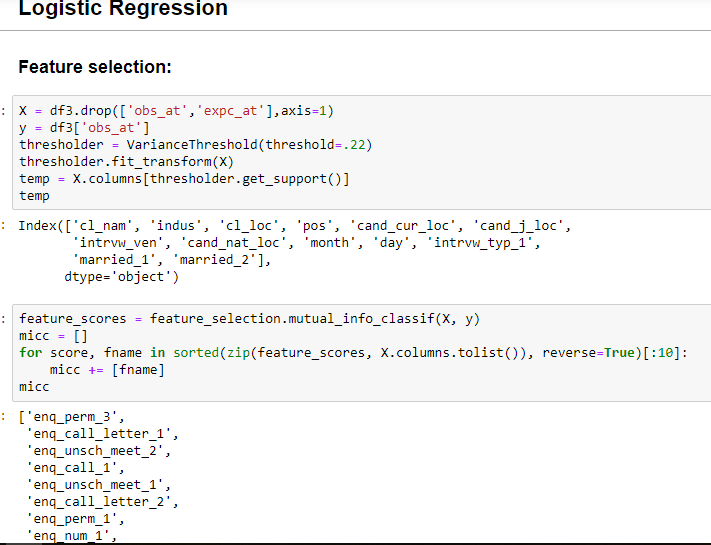 Logistic Regression
Feature selection:
: X = df3.drop(['obs_at','expc_at'],axis=1)
y = df3['obs_at']
thresholder = VarianceThreshold(threshold=.22)
thresholder.fit_transform(X)
temp = X.columns[thresholder.get_support()]
temp
: Index(['cl_nam', 'indus', 'cl_loc', 'pos', 'cand_cur_loc', 'cand_j_loc',
'intrvw_ven', 'cand_nat_loc', 'month', 'day', 'intrvw_typ_1',
'married_1', 'married_2'],
dtype='object')
: feature_scores = feature_selection.mutual_info_classif(X, y)
micc = []
for score, fname in sorted(zip(feature_scores, X.columns.tolist()), reverse=True)[:10]:
micc += [fname]
micc
: ['enq_perm_3',
'enq_call_letter_1',
'enq_unsch_meet_2',
'enq_call_1',
'enq_unsch_meet_1',
'enq_call_letter_2',
'enq_perm_1',
'enq_num_1',